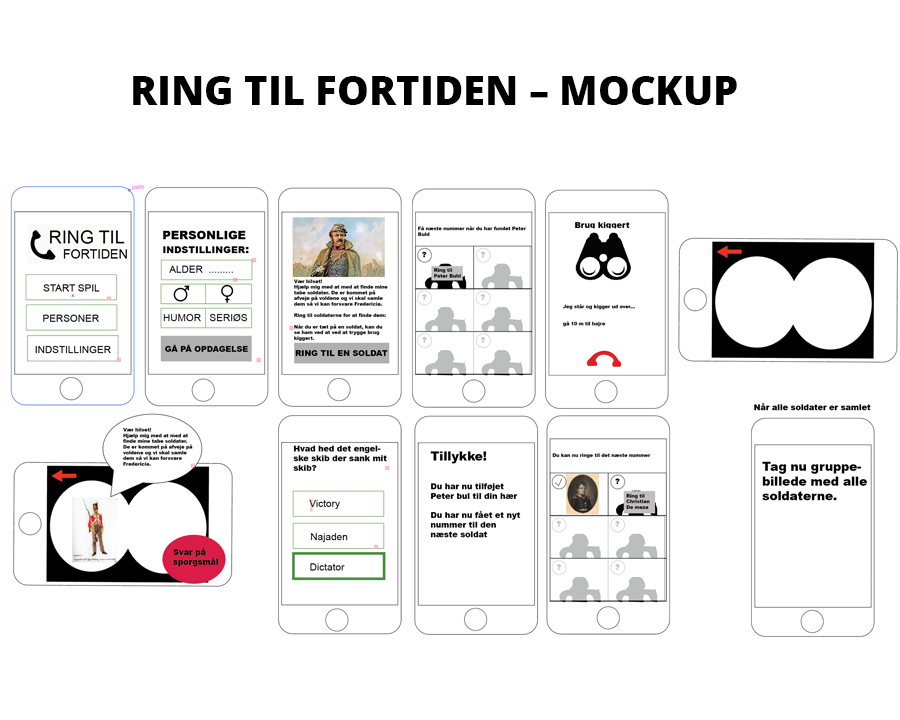 RING TIL FORTIDEN – MOCKUP
path
RING TIL
FORTIDEN
START SPIL
PERSONER
INDSTILLINGER
PERSONLIGE
INDSTILLINGER:
ALDER .........
HUMOR
SERIØS
GÅ PÅ OPDAGELSE
Vær hilset!
Hjælp mig med at med at finde mine
tabe soldater. De er kommet på
afveje på voldene og vi skal samle
dem så vi kan forsvare Fredericia.
Ring til soldaterne for at finde dem:
Når du er tæt på en soldat, kan du
se ham ved at ved at trygge brug
kiggert.
RING TIL EN SOLDAT
Få næste nummer når du har fundet Peter
Buhl
?
?
Ring til
Peter Buhl
?
?
?
?
Brug kiggert
Jeg står og kigger ud over...
gå 10 m til højre
Vær hilset!
Hjælp mig med at med at
finde mine tabe soldater.
De er kommet på afveje på
voldene og vi skal samle
dem så vi kan forsvare
Fredericia.
Svar på
spørgsmål
Hvad hed det engel-
ske skib der sank mit
skib?
Victory
Najaden
Dictator
Tillykke!
Du har nu tilføjet
Peter bul til din hær
Du har nu fået et nyt
nummer til den
næste soldat
Du kan nu ringe til det næste nummer
?
Ring til
Christian
De meza
?
?
?
?
Når alle soldater er samlet
Tag nu gruppe-
billede med alle
soldaterne.